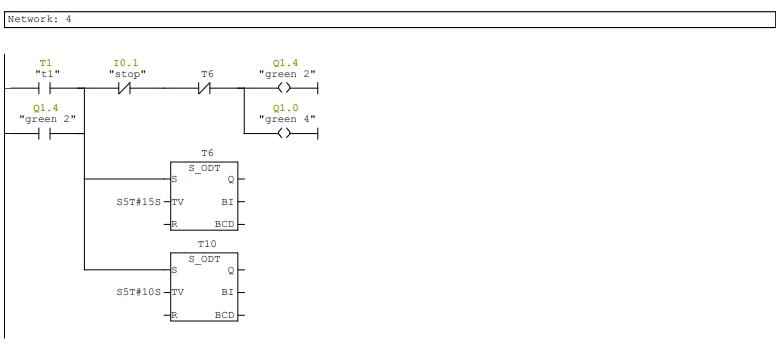 Network: 4
T1 I0.1 Q1.4
"t1" "stop" T6 "green 2"
Q1.4 Q1.0
"green 2" "green 4"
T6
S_ODT
S Q
S5T#15S TV BI
R BCD
T10
S_ODT
S Q
S5T#10S TV BI
R BCD